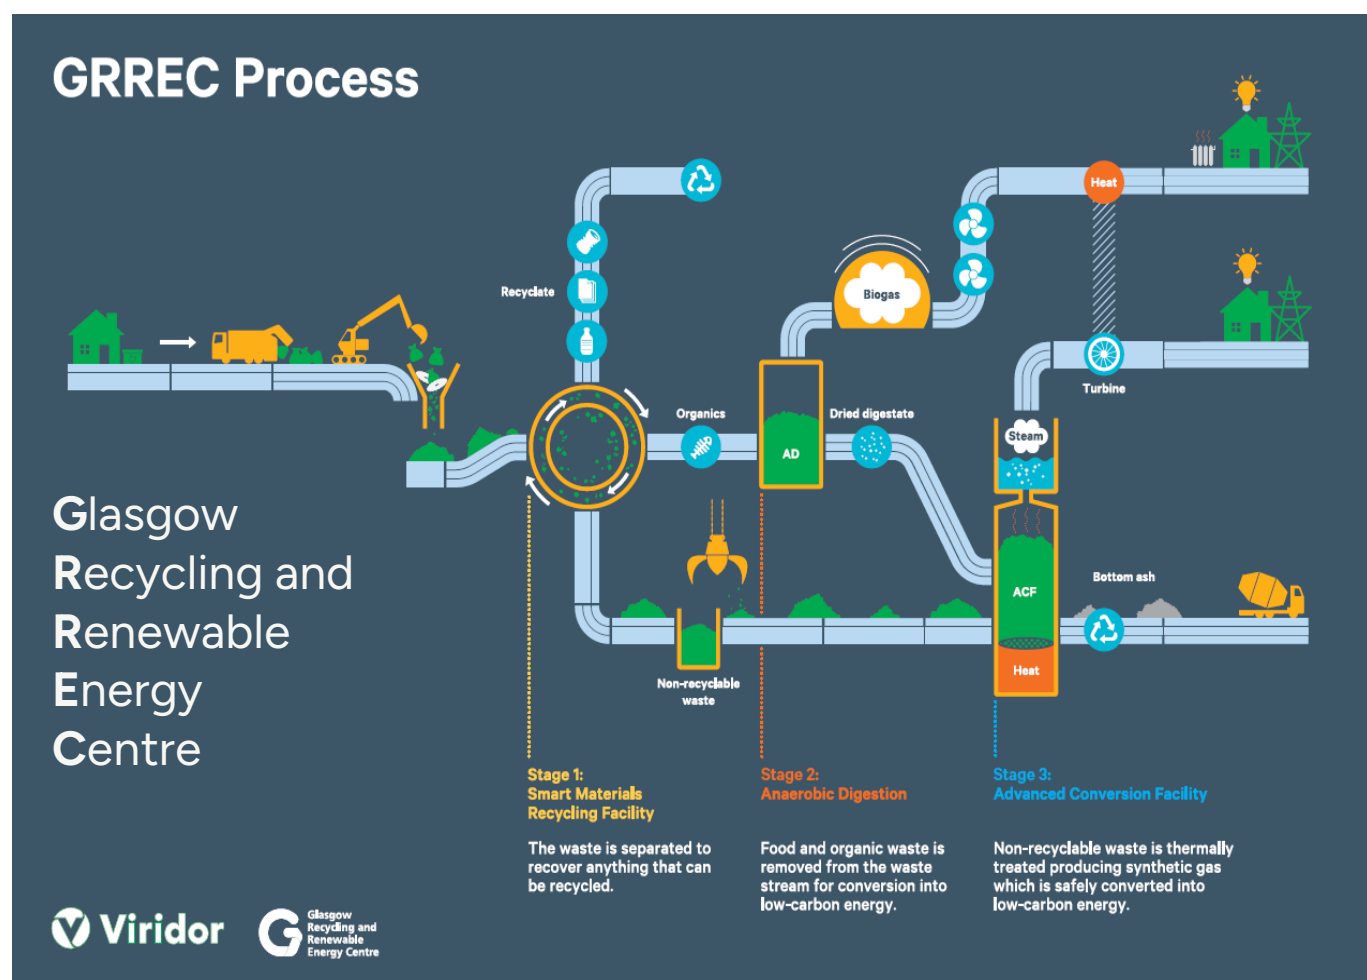 GRREC Process
Glasgow
Recycling and
Renewable
Energy
Centre
Recyclate
Organics
AD
Biogas
Dried digestate
Heat
Turbine
Steam
ACF
Heat
Bottom ash
Non-recyclable
waste
Stage 1:
Smart Materials
Recycling Facility
The waste is separated to
recover anything that can
be recycled.
Stage 2:
Anaerobic Digestion
Food and organic waste is
removed from the waste
stream for conversion into
low-carbon energy.
Stage 3:
Advanced Conversion Facility
Non-recyclable waste is thermally
treated producing synthetic gas
which is safely converted into
low-carbon energy.
Viridor
G
Glasgow
Recycling and
Renewable
Energy Centre